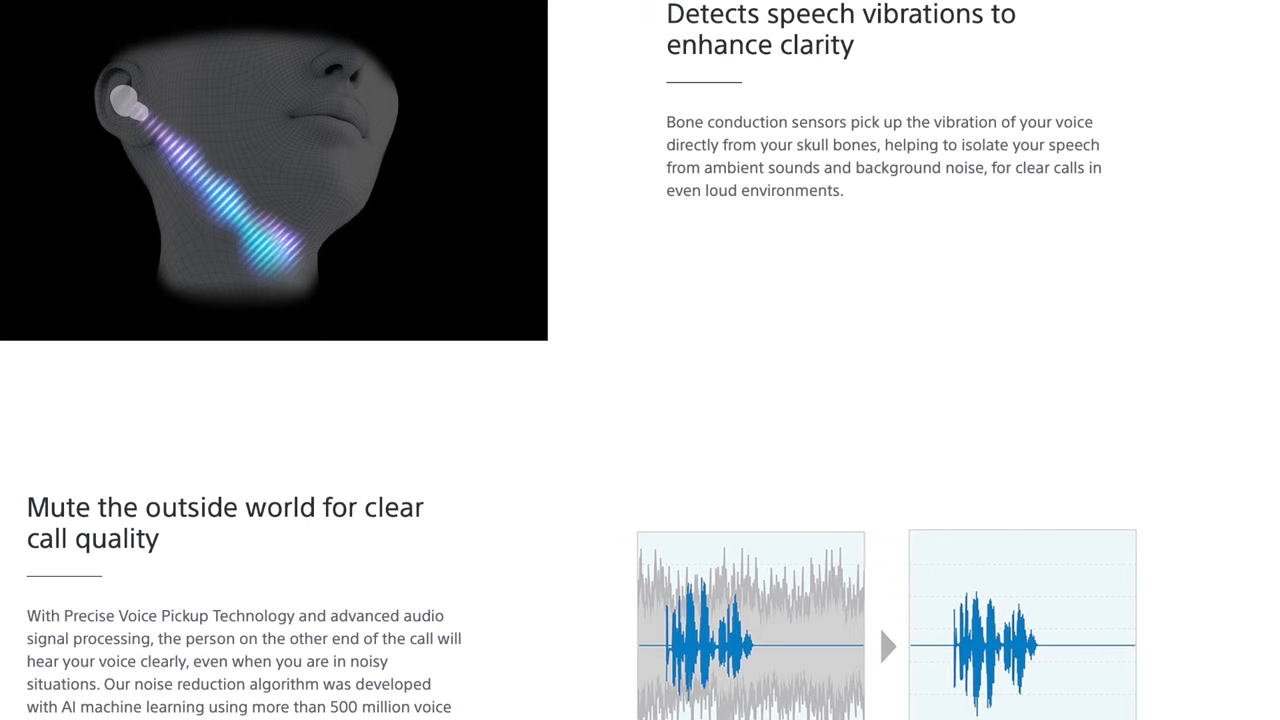 Detects speech vibrations to
enhance clarity
Bone conduction sensors pick up the vibration of your voice
directly from your skull bones, helping to isolate your speech
from ambient sounds and background noise, for clear calls in
even loud environments.
Mute the outside world for clear
call quality
With Precise Voice Pickup Technology and advanced audio
signal processing, the person on the other end of the call will
hear your voice clearly, even when you are in noisy
situations. Our noise reduction algorithm was developed
with AI machine learning using more than 500 million voice